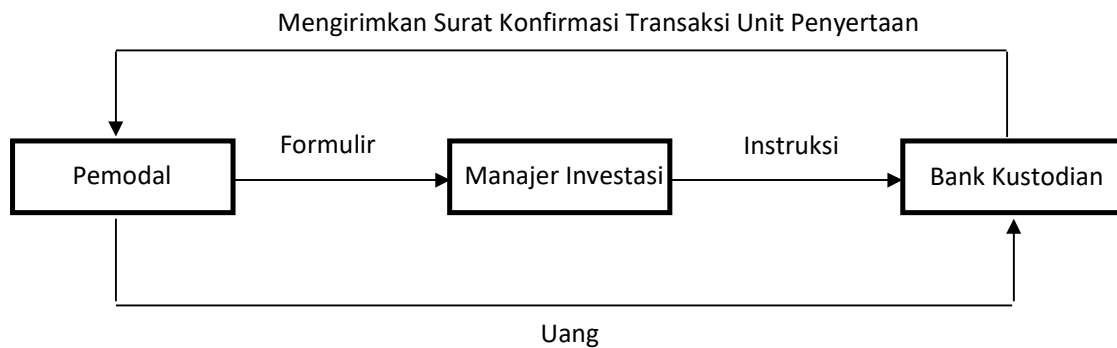 Mengirimkan Surat Konfirmasi Transaksi Unit Penyertaan
Formulir
Instruksi
Pemodal
Manajer Investasi
Bank Kustodian
Uang